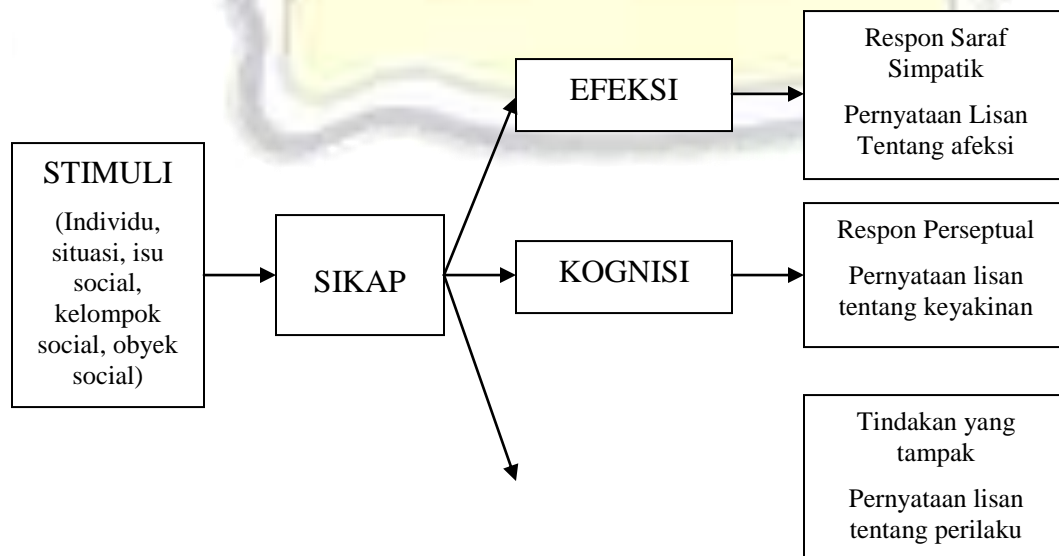 STIMULI
(Individu,
situasi, isu
social,
kelompok
social, obyek
social)
SIKAP
EFEKSI
Respon Saraf
Simpatik
Pernyataan Lisan
Tentang afeksi
KOGNISI
Respon Perseptual
Pernyataan lisan
tentang keyakinan
Tindakan yang
tampak
Pernyataan lisan
tentang perilaku